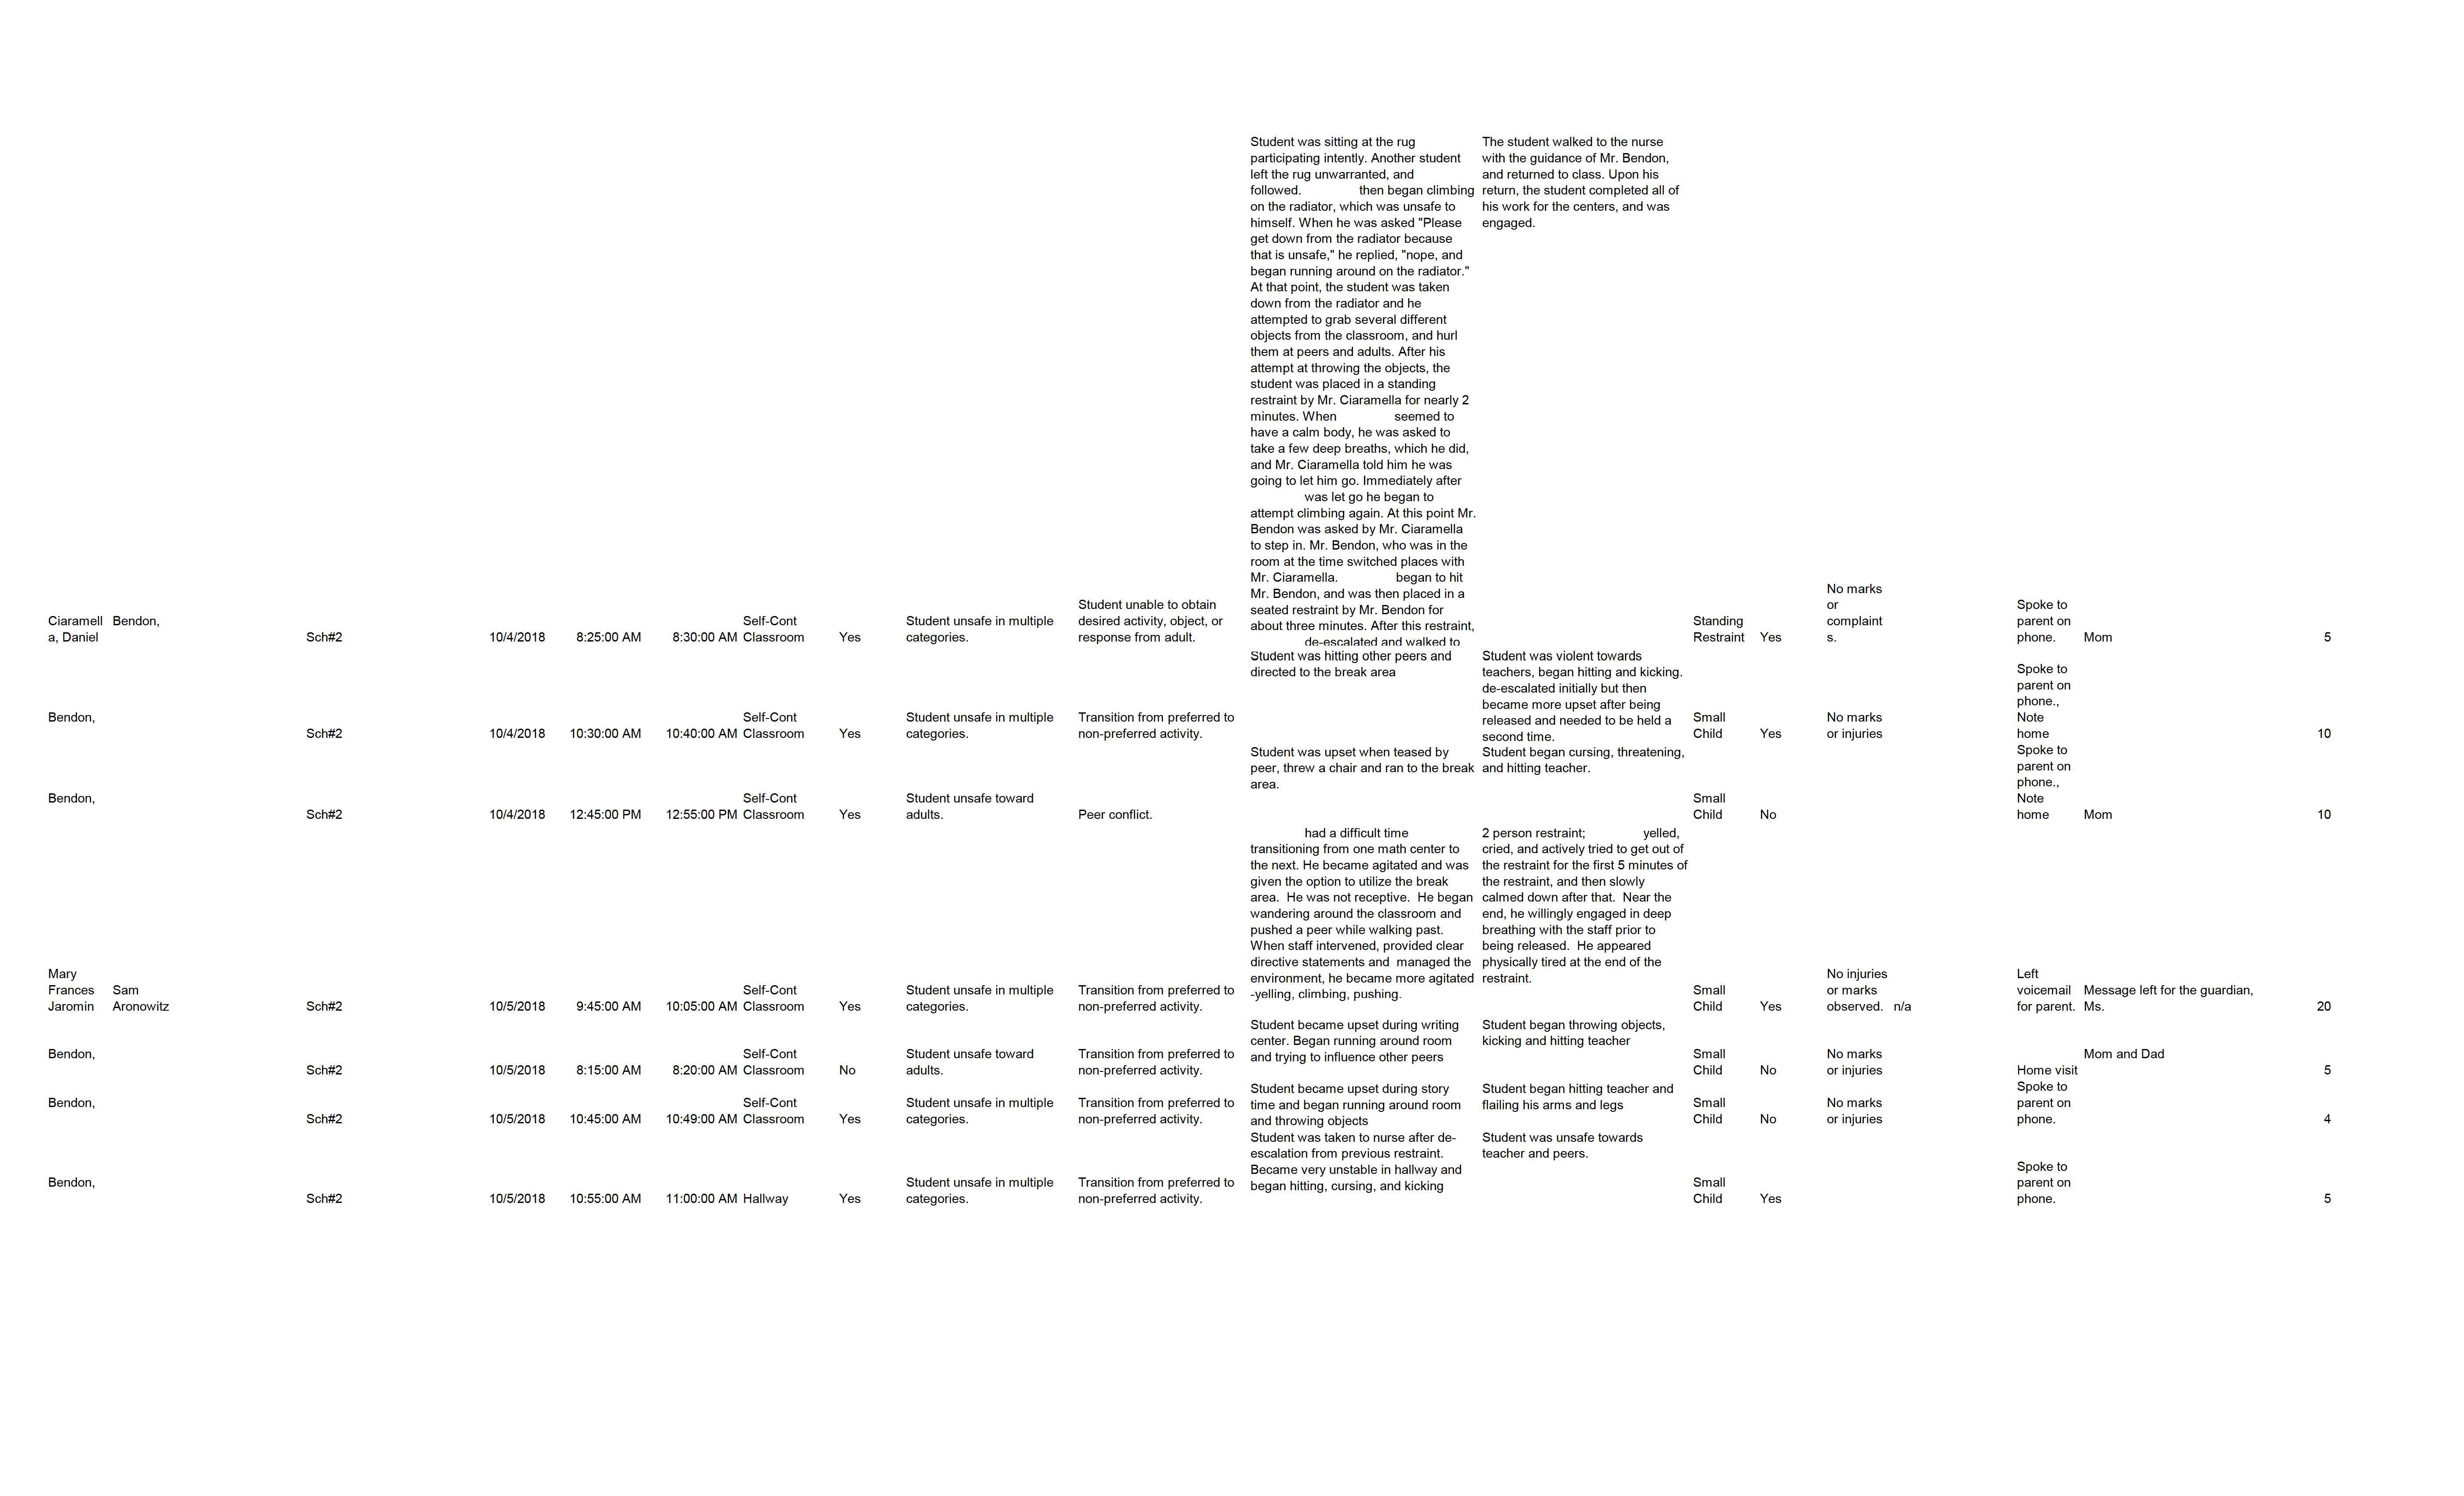 Student was sitting at the rug
participating intently. Another student
left the rug unwarranted, and
followed. then began climbing
on the radiator, which was unsafe to
himself. When he was asked "Please
get down from the radiator because
that is unsafe," he replied, "nope, and
began running around on the radiator."
At that point, the student was taken
down from the radiator and he
attempted to grab several different
objects from the classroom, and hurl
them at peers and adults. After his
attempt at throwing the objects, the
student was placed in a standing
restraint by Mr. Ciaramella for nearly 2
minutes. When seemed to
have a calm body, he was asked to
take a few deep breaths, which he did,
and Mr. Ciaramella told him he was
going to let him go. Immediately after
was let go he began to
attempt climbing again. At this point Mr.
Bendon was asked by Mr. Ciaramella
to step in. Mr. Bendon, who was in the
room at the time switched places with
Mr. Ciaramella. began to hit
Mr. Bendon, and was then placed in a
seated restraint by Mr. Bendon for
about three minutes. After this restraint,
de-escalated and walked to
The student walked to the nurse
with the guidance of Mr. Bendon,
and returned to class. Upon his
return, the student completed all of
his work for the centers, and was
engaged.
Ciaramell
a, Daniel
Bendon,
Sch#2
10/4/2018
8:25:00 AM
8:30:00 AM
Self-Cont
Classroom
Yes
Student unsafe in multiple
categories.
Student unable to obtain
desired activity, object, or
response from adult.
Standing
Restraint
Yes
No marks
or
complaint
s.
Spoke to
parent on
phone.
Mom
5
Bendon,
Sch#2
10/4/2018
10:30:00 AM
10:40:00 AM
Self-Cont
Classroom
Yes
Student unsafe in multiple
categories.
Transition from preferred to
non-preferred activity.
Student was hitting other peers and
directed to the break area
Student was violent towards
teachers, began hitting and kicking.
de-escalated initially but then
became more upset after being
released and needed to be held a
second time.
Small
Child
Yes
No marks
or injuries
Spoke to
parent on
phone.,
Note
home
10
Bendon,
Sch#2
10/4/2018
12:45:00 PM
12:55:00 PM
Self-Cont
Classroom
Yes
Student unsafe toward
adults.
Peer conflict.
Student was upset when teased by
peer, threw a chair and ran to the break
area.
Student began cursing, threatening,
and hitting teacher.
Small
Child
No
Spoke to
parent on
phone.,
Note
home
Mom
10
Mary
Frances
Jaromin
Sam
Aronowitz
Sch#2
10/5/2018
9:45:00 AM
10:05:00 AM
Self-Cont
Classroom
Yes
Student unsafe in multiple
categories.
Transition from preferred to
non-preferred activity.
had a difficult time
transitioning from one math center to
the next. He became agitated and was
given the option to utilize the break
area.  He was not receptive.  He began
wandering around the classroom and
pushed a peer while walking past.
When staff intervened, provided clear
directive statements and  managed the
environment, he became more agitated
-yelling, climbing, pushing.
2 person restraint; yelled,
cried, and actively tried to get out of
the restraint for the first 5 minutes of
the restraint, and then slowly
calmed down after that.  Near the
end, he willingly engaged in deep
breathing with the staff prior to
being released.  He appeared
physically tired at the end of the
restraint.
Small
Child
Yes
No injuries
or marks
observed.
n/a
Left
voicemail
for parent.
Message left for the guardian,
Ms.
20
Bendon,
Sch#2
10/5/2018
8:15:00 AM
8:20:00 AM
Self-Cont
Classroom
No
Student unsafe toward
adults.
Transition from preferred to
non-preferred activity.
Student became upset during writing
center. Began running around room
and trying to influence other peers
Student began throwing objects,
kicking and hitting teacher
Small
Child
No
No marks
or injuries
Home visit
Mom and Dad
5
Bendon,
Sch#2
10/5/2018
10:45:00 AM
10:49:00 AM
Self-Cont
Classroom
Yes
Student unsafe in multiple
categories.
Transition from preferred to
non-preferred activity.
Student became upset during story
time and began running around room
and throwing objects
Student began hitting teacher and
flailing his arms and legs
Small
Child
No
No marks
or injuries
Spoke to
parent on
phone.
4
Bendon,
Sch#2
10/5/2018
10:55:00 AM
11:00:00 AM
Hallway
Yes
Student unsafe in multiple
categories.
Transition from preferred to
non-preferred activity.
Student was taken to nurse after de-
escalation from previous restraint.
Became very unstable in hallway and
began hitting, cursing, and kicking
Student was unsafe towards
teacher and peers.
Small
Child
Yes
Spoke to
parent on
phone.
5